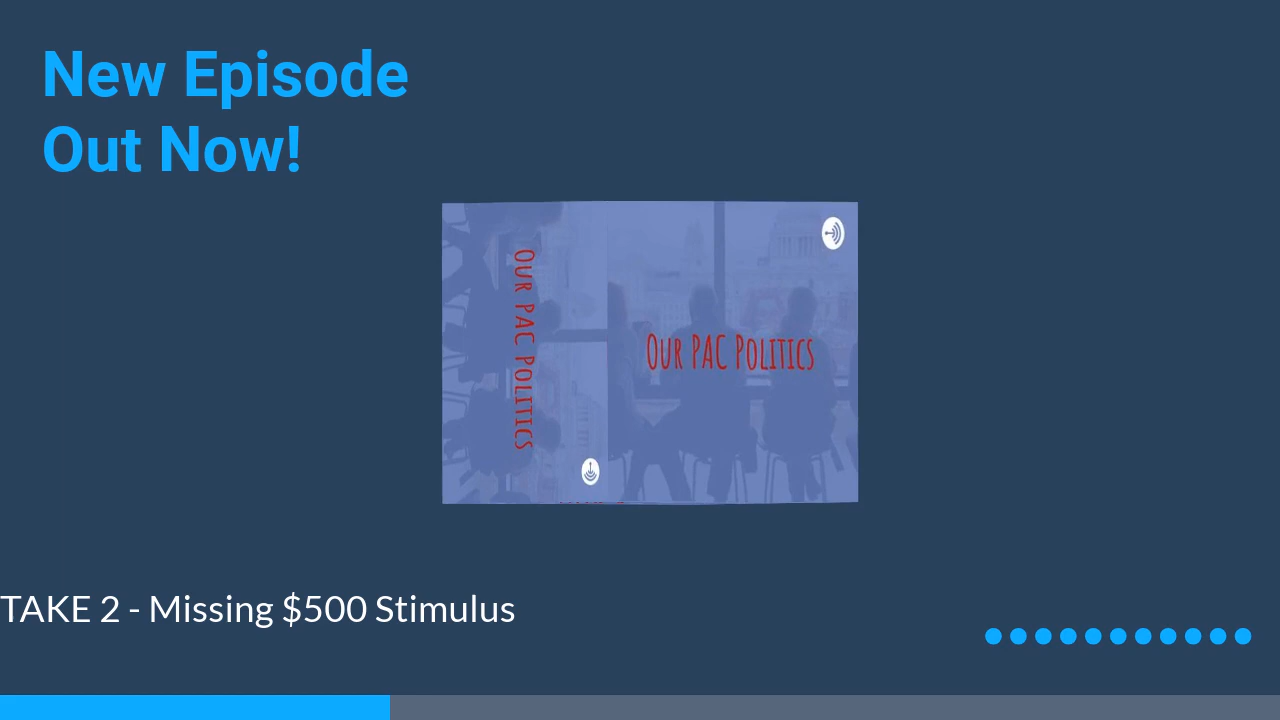 New Episode
Out Now!
Our PAC Politics
Our PAC Politics
TAKE 2 - Missing $500 Stimulus